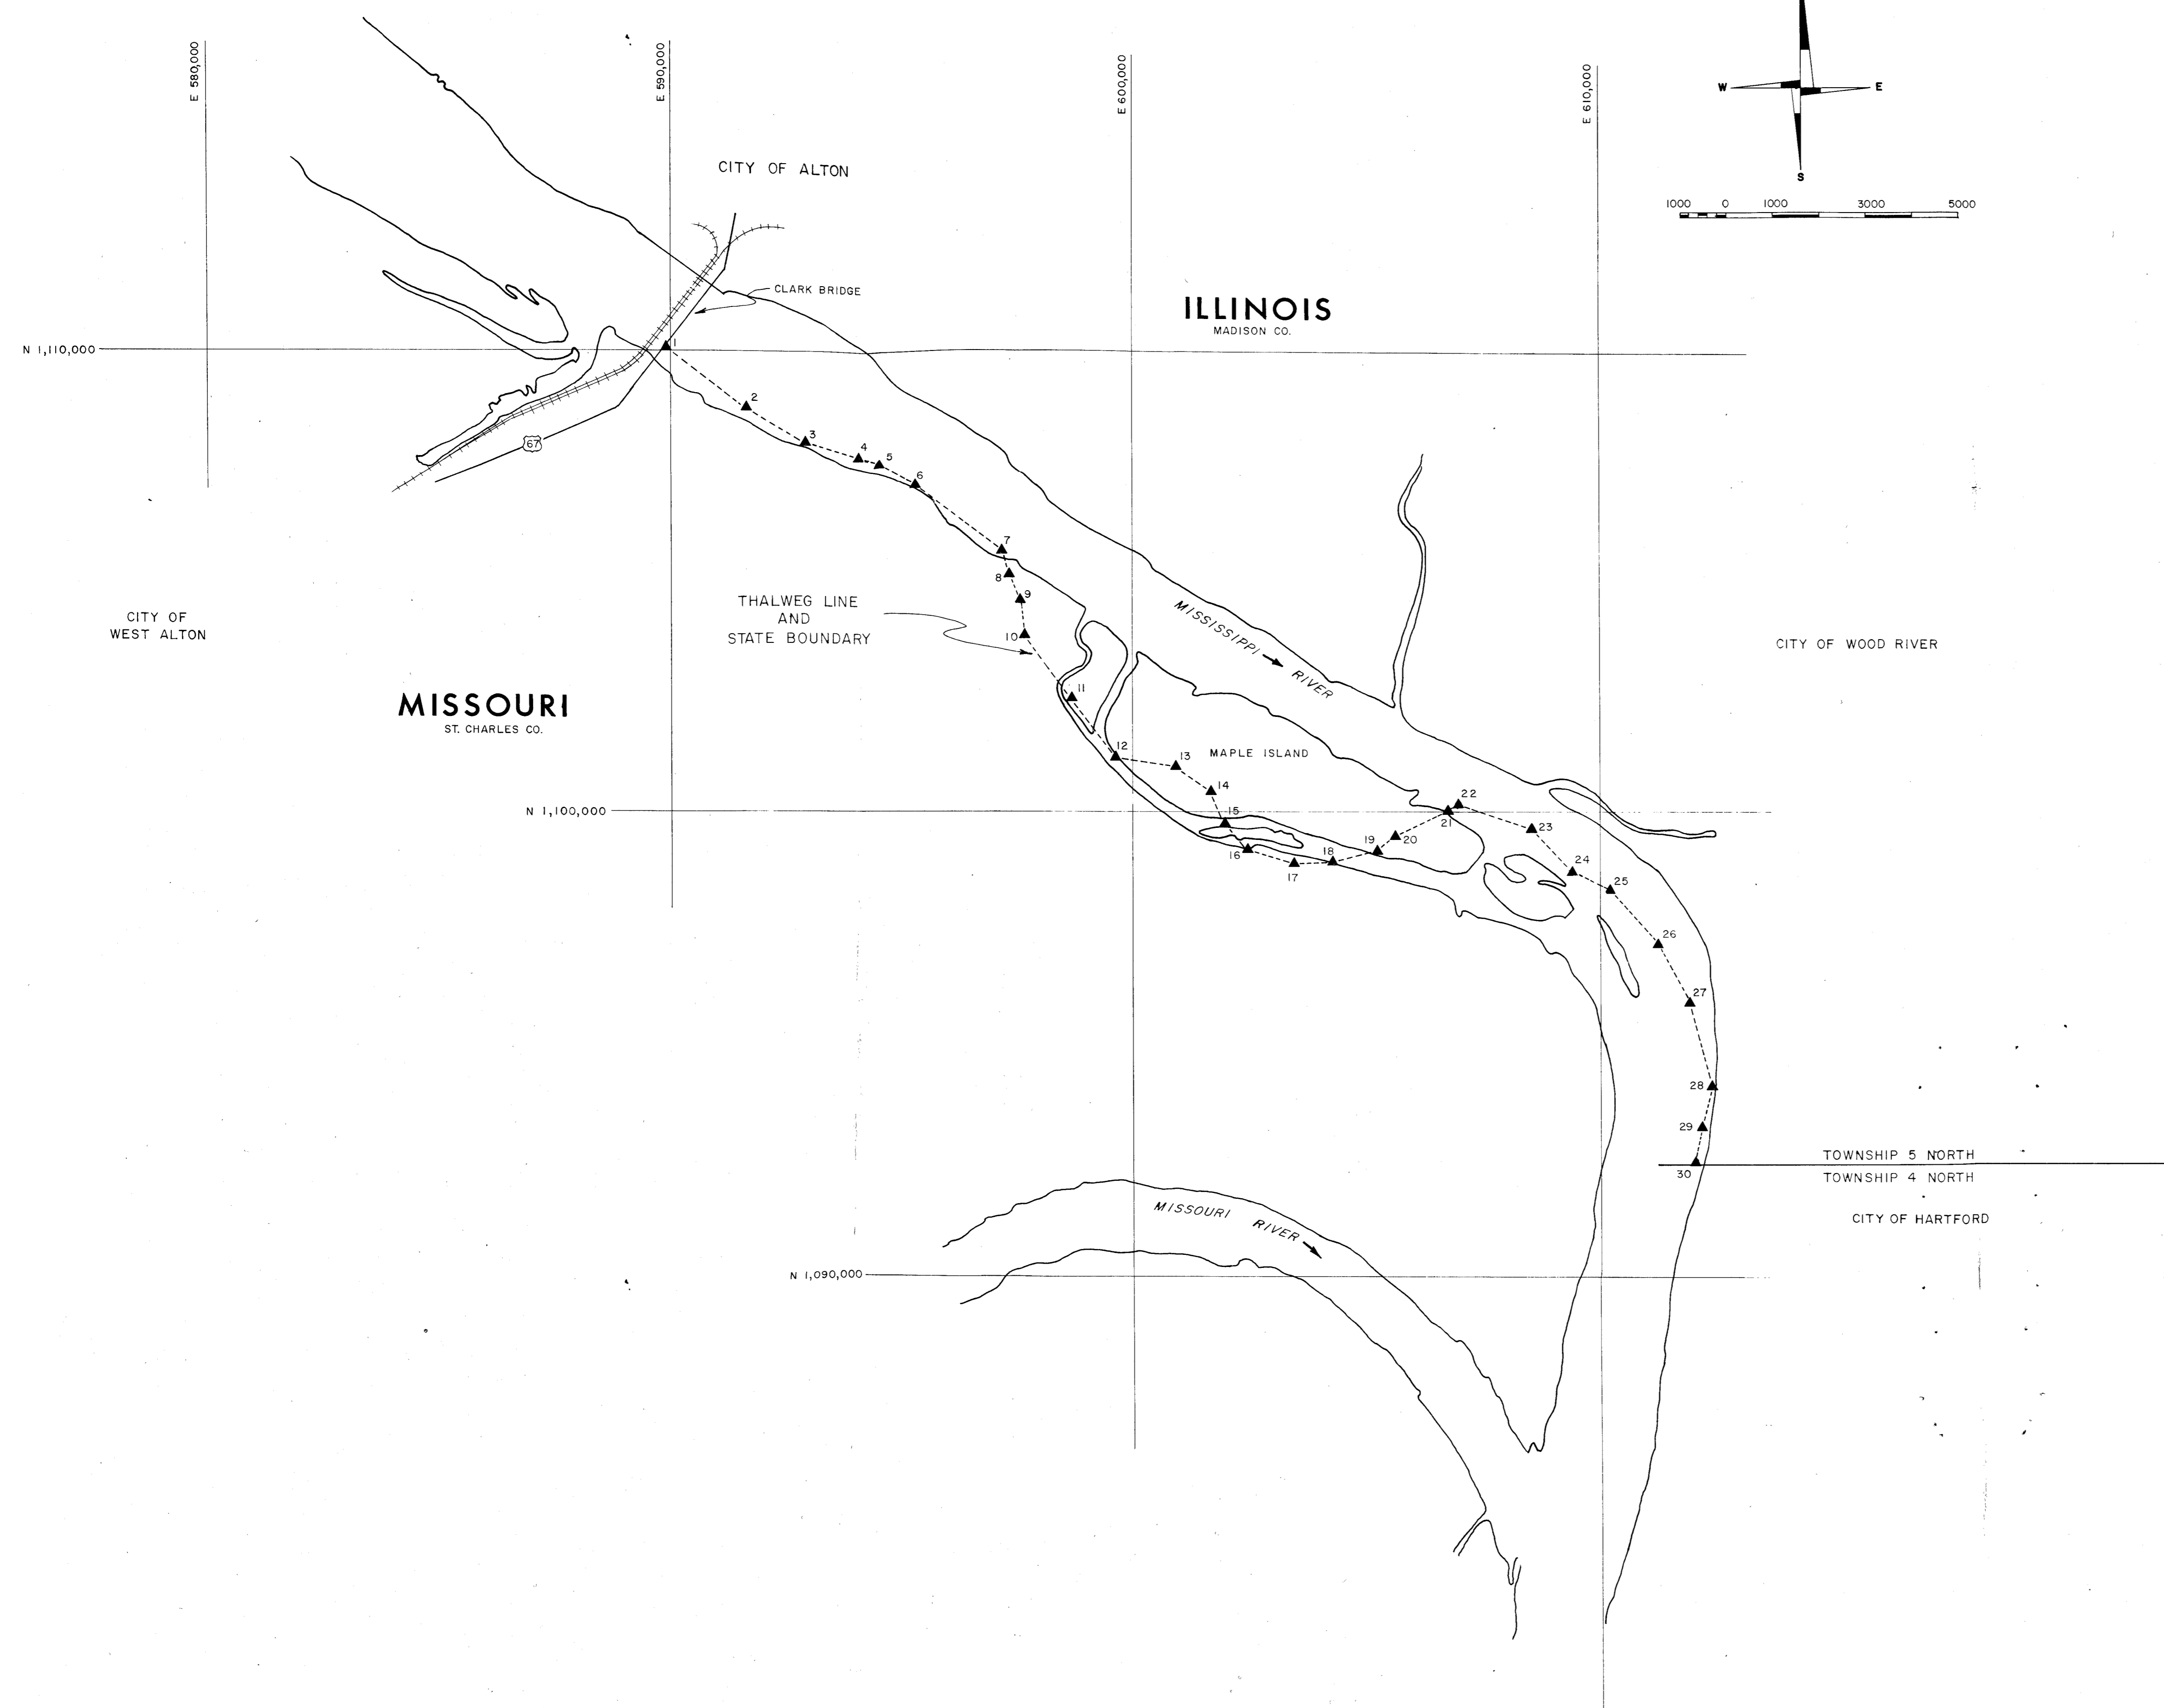 E 580,000
E 590,000
E 600,000
E 610,000
W
E
S
1000 0 1000 3000 5000
CITY OF ALTON
CLARK BRIDGE
ILLINOIS
MADISON CO.
N 1,110,000
1
2
3
4
5
6
67
7
8
9
10
THALWEG LINE
AND
STATE BOUNDARY
CITY OF
WEST ALTON
MISSISSIPPI
RIVER
CITY OF WOOD RIVER
MISSOURI
ST. CHARLES CO.
11
12
13
MAPLE ISLAND
14
15
16
17
18
19
20
21
22
23
24
25
26
27
28
29
30
N 1,100,000
TOWNSHIP 5 NORTH
TOWNSHIP 4 NORTH
CITY OF HARTFORD
MISSOURI
RIVER
N 1,090,000